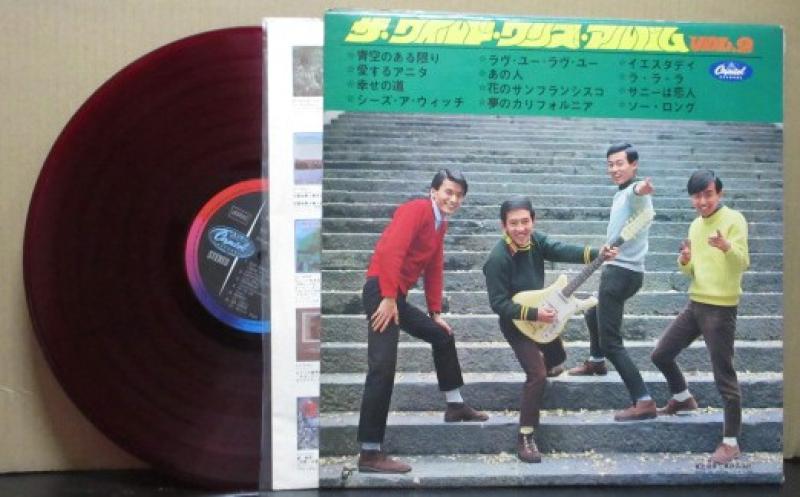 ザ・ワイルド・ワンズ・アルバム VOL.2
☆青空のある限り
☆愛するアニタ
☆幸せの道
☆シーズ・ア・ウィッチ
☆ラヴ・ユー・ラヴ・ユー
☆あの人
☆花のサンフランシスコ
☆夢のカリフォルニア
☆イエスタデイ
☆ラ・ラ・ラ
☆サニーは恋人
☆ソー・ロング
Capitol
RECORDS
Capitol
STEREO